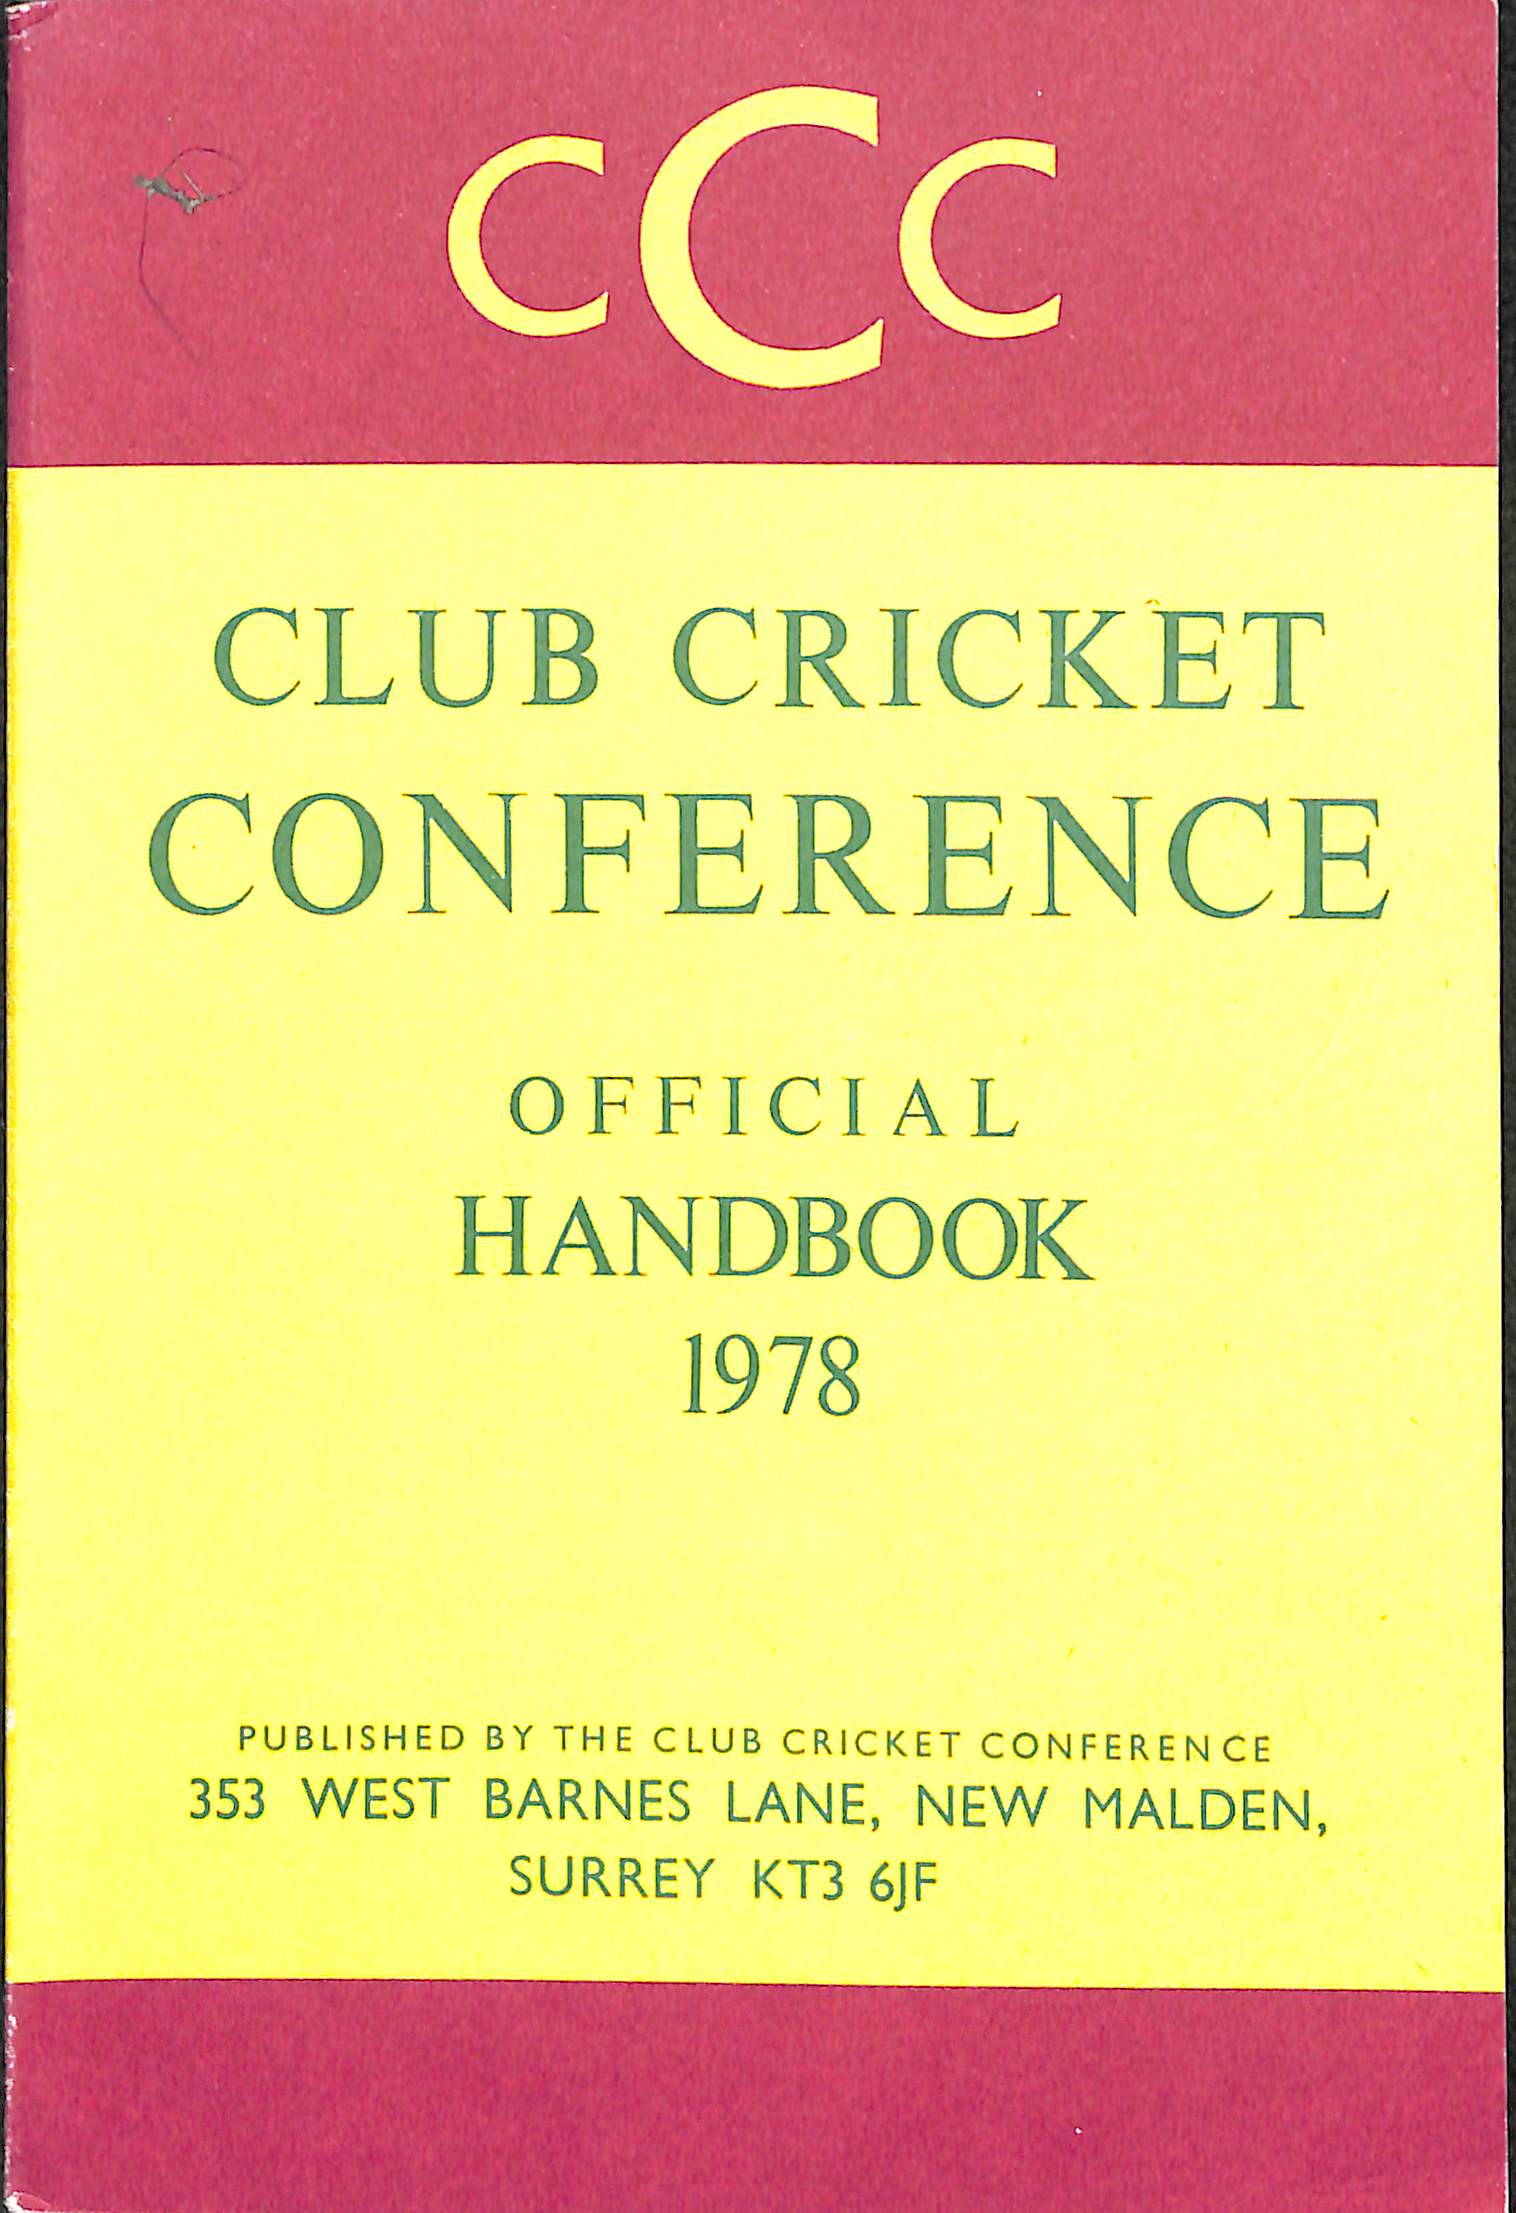 cCc
CLUB CRICKET
CONFERENCE
OFFICIAL
HANDBOOK
1978
PUBLISHED BY THE CLUB CRICKET CONFERENCE
353 WEST BARNES LANE, NEW MALDEN,
SURREY KT3 6JF